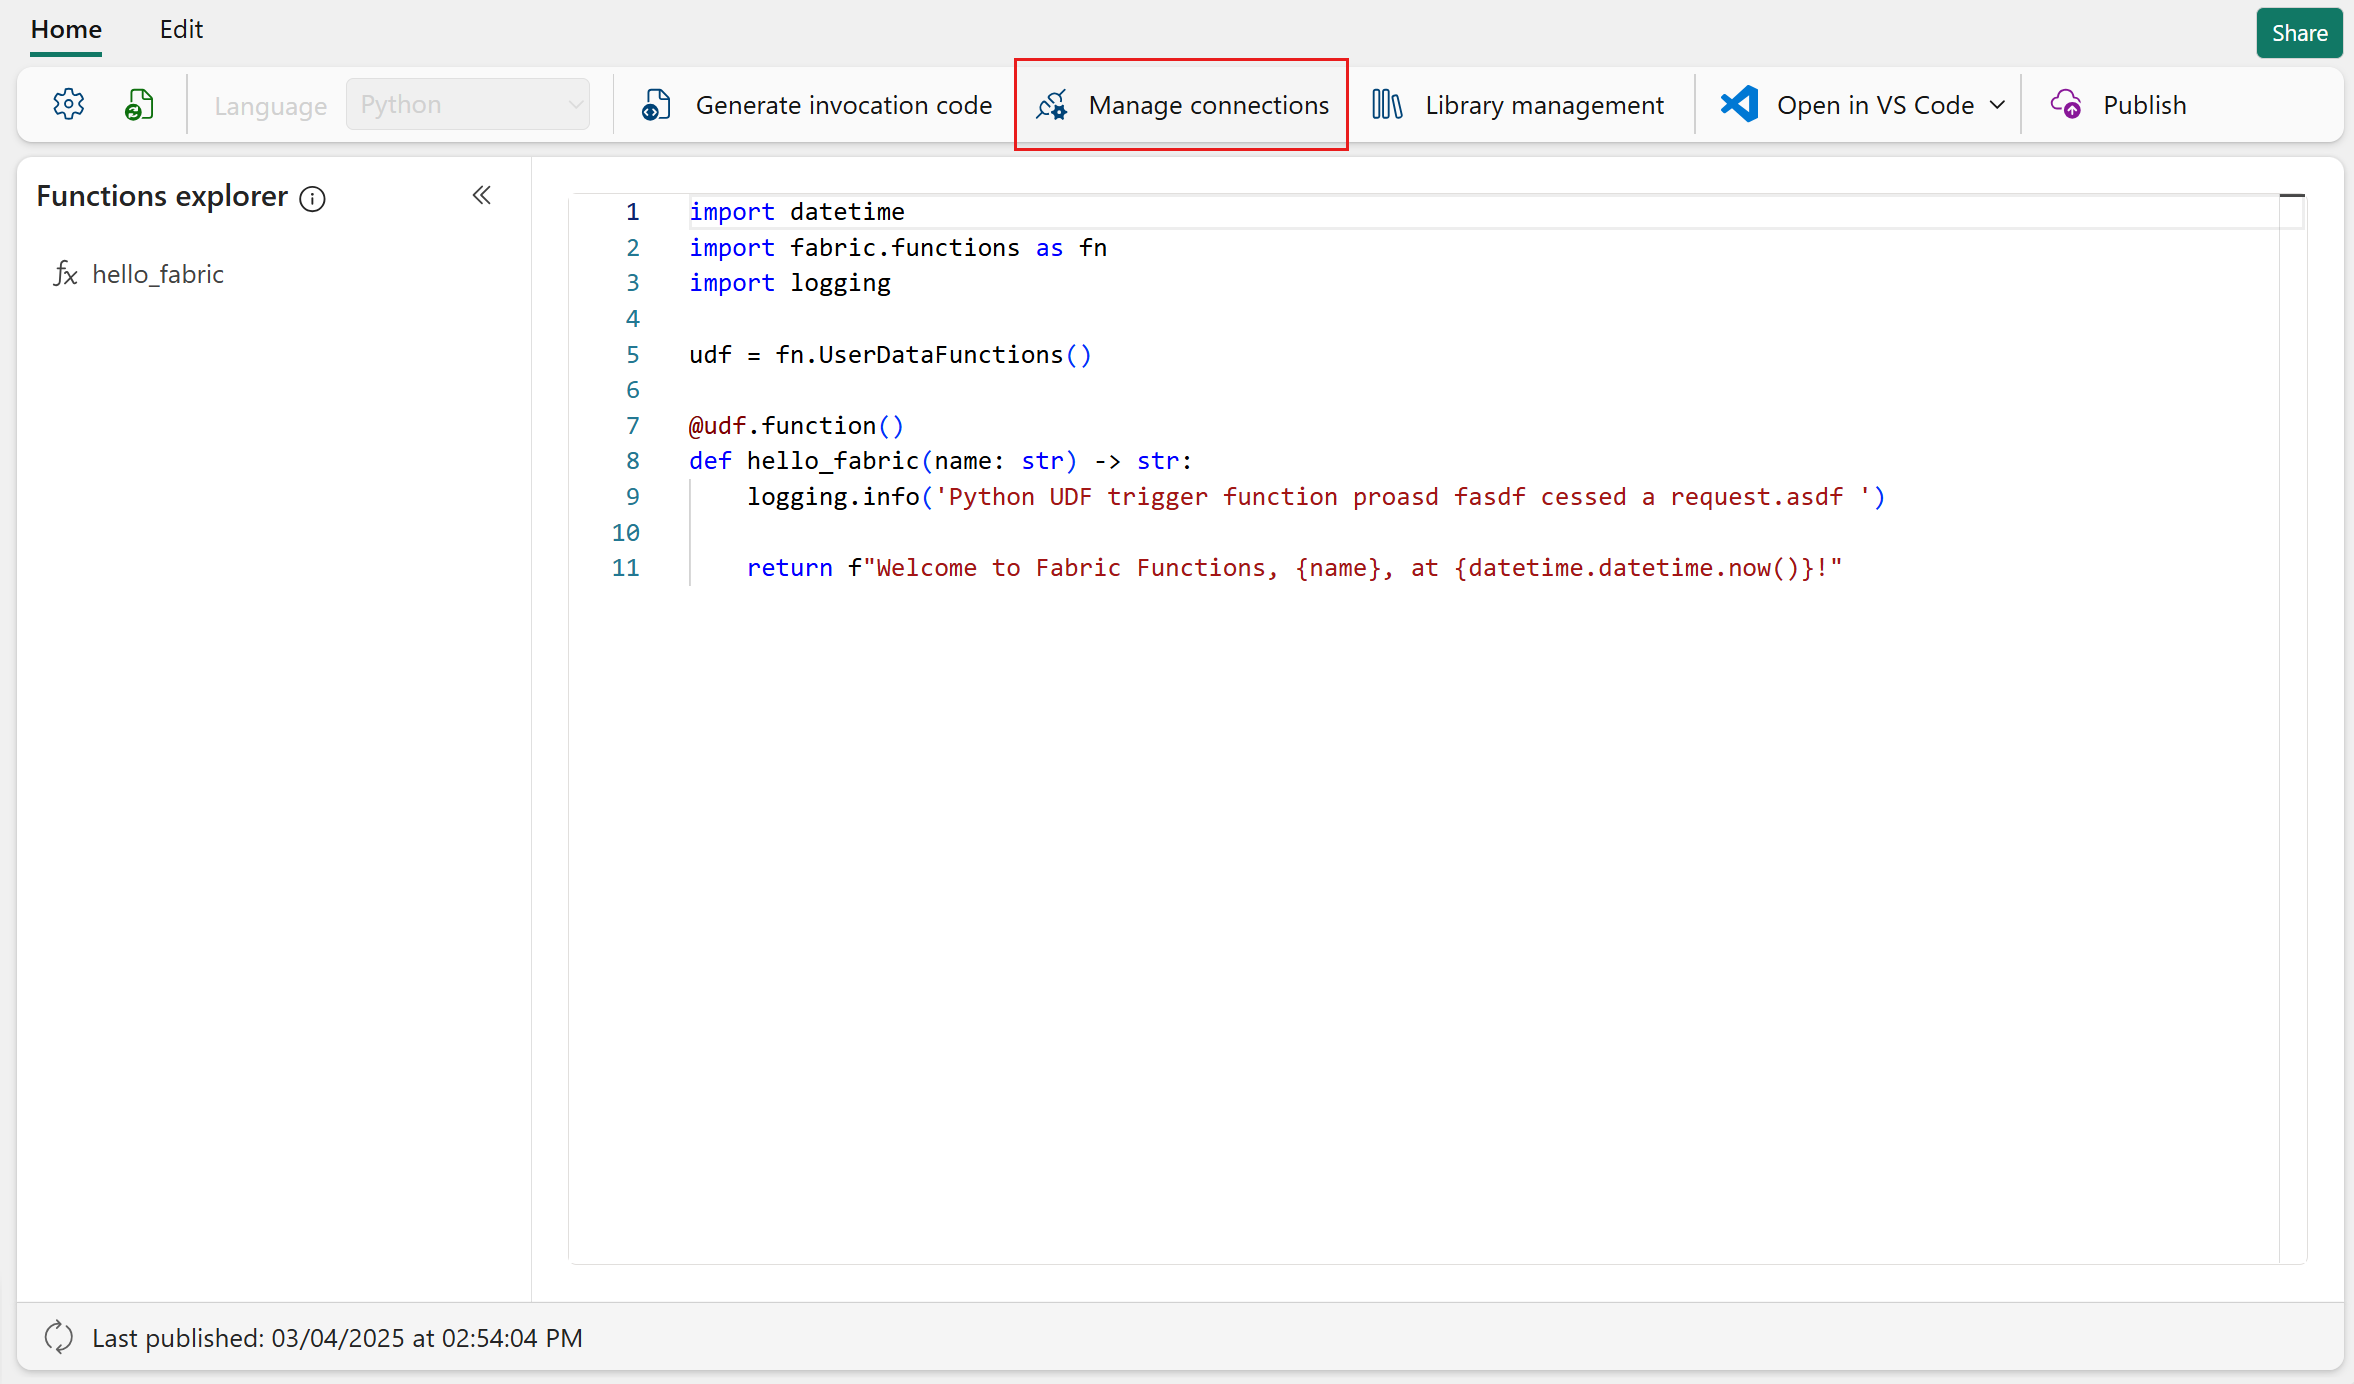 Home Edit Share
Language Python Generate invocation code Manage connections Library management Open in VS Code Publish
Functions explorer
fx hello_fabric
1 import datetime
2 import fabric.functions as fn
3 import logging
4
5 udf = fn.UserDataFunctions()
6
7 @udf.function()
8 def hello_fabric(name: str) -> str:
9     logging.info('Python UDF trigger function proasd fasdf cessed a request.asdf ')
10
11     return f"Welcome to Fabric Functions, {name}, at {datetime.datetime.now()}!"
Last published: 03/04/2025 at 02:54:04 PM